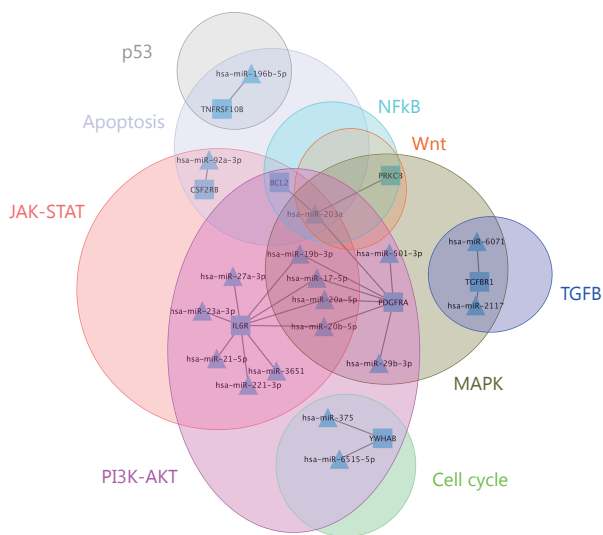 p53
hsa-miR-196b-5p
TNFRSF10B
NFkB
Apoptosis
Wnt
hsa-miR-92a-3p
BCL2
PRKCB
CSF2RB
JAK-STAT
hsa-miR-203a
hsa-miR-6071
hsa-miR-19b-3p
hsa-miR-501-3p
hsa-miR-27a-3p
hsa-miR-17-5p
TGFBR1
TGFB
hsa-miR-20a-5p
PDGFRA
hsa-miR-2117
hsa-miR-23a-3p
IL6R
hsa-miR-20b-5p
hsa-miR-21-5p
hsa-miR-3651
hsa-miR-29b-3p
hsa-miR-221-3p
MAPK
hsa-miR-375
YWHAB
hsa-miR-6515-5p
PI3K-AKT
Cell cycle